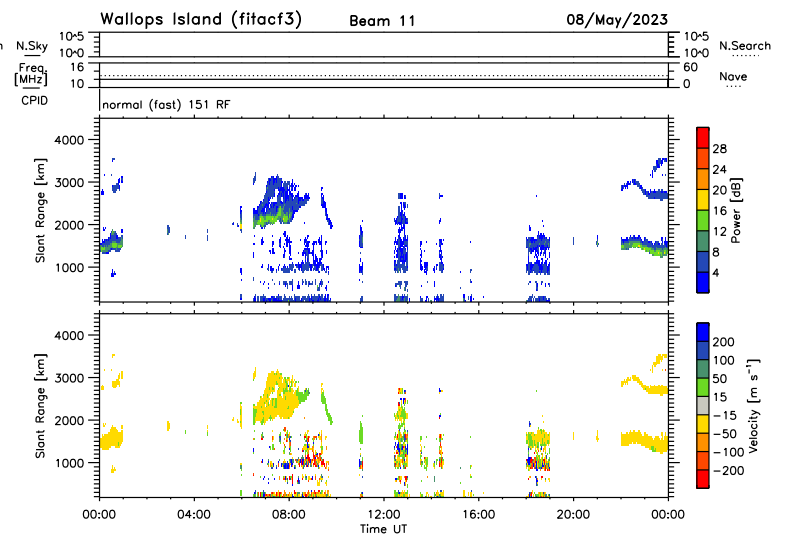 Wallops Island (fitacf3) Beam 11 08/May/2023
n N.Sky 10^5 10^0 10^5 10^0 N.Search
Freq. [MHz] 16 10 60 0 Nave
CPID normal (fast) 151 RF
Slant Range [km]
4000
3000
2000
1000
28
24
20
16
12
8
4
Power [dB]
Slant Range [km]
4000
3000
2000
1000
200
100
50
15
-15
-50
-100
-200
Velocity [m s⁻¹]
00:00 04:00 08:00 12:00 16:00 20:00 00:00
Time UT